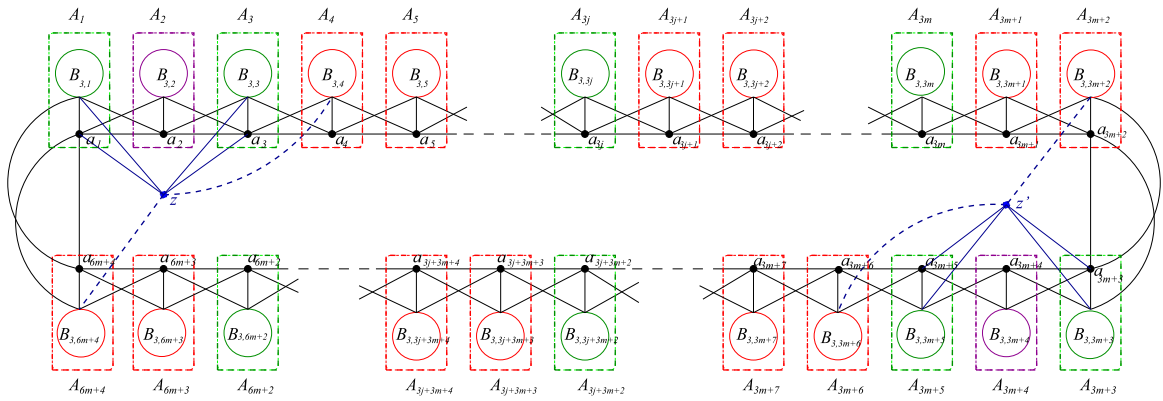 A1 A2 A3 A4 A5 A3j A3j+1 A3j+2 A3m A3m+1 A3m+2
B3,1 B3,2 B3,3 B3,4 B3,5 B3,3j B3,3j+1 B3,3j+2 B3,3m B3,3m+1 B3,3m+2
a1 a2 a3 a4 a5 a3j a3j+1 a3j+2 a3m a3m+ a3m+2
z z'
a6m+4 a6m+3 a6m+2 a3j+3m+4 a3j+3m+3 a3j+3m+2 a3m+7 a3m+6 a3m+5 a3m+4 a3m+3
B3,6m+4 B3,6m+3 B3,6m+2 B3,3j+3m+4 B3,3j+3m+3 B3,3j+3m+2 B3,3m+7 B3,3m+6 B3,3m+5 B3,3m+4 B3,3m+3
A6m+4 A6m+3 A6m+2 A3j+3m+4 A3j+3m+3 A3j+3m+2 A3m+7 A3m+6 A3m+5 A3m+4 A3m+3